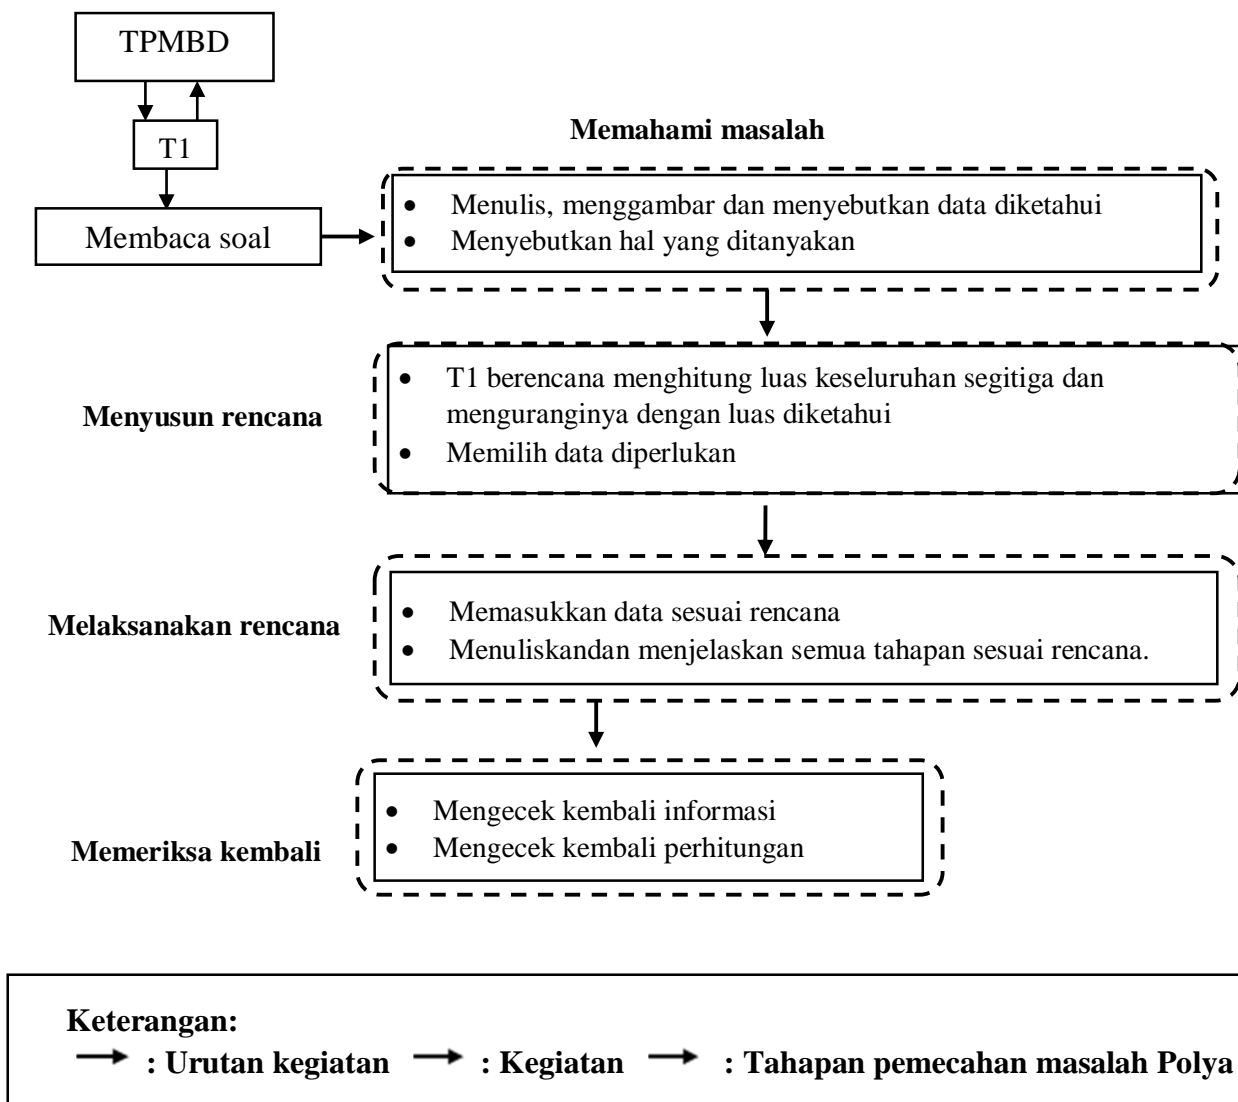 TPMBD
T1
Membaca soal
Memahami masalah
• Menulis, menggambar dan menyebutkan data diketahui
• Menyebutkan hal yang ditanyakan
Menyusun rencana
• T1 berencana menghitung luas keseluruhan segitiga dan
menguranginya dengan luas diketahui
• Memilih data diperlukan
Melaksanakan rencana
• Memasukkan data sesuai rencana
• Menuliskandan menjelaskan semua tahapan sesuai rencana.
Memeriksa kembali
• Mengecek kembali informasi
• Mengecek kembali perhitungan
Keterangan:
: Urutan kegiatan : Kegiatan : Tahapan pemecahan masalah Polya